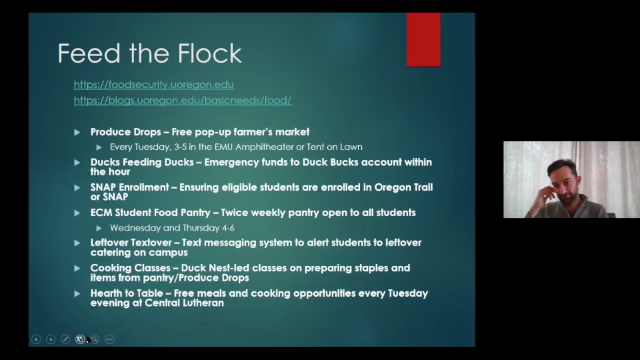 Feed the Flock
https://foodsecurity.uoregon.edu
https://blogs.uoregon.edu/basicneeds/food/
Produce Drops – Free pop-up farmer's market
Every Tuesday, 3-5 in the EMU Amphitheater or Tent on Lawn
Ducks Feeding Ducks – Emergency funds to Duck Bucks account within
the hour
SNAP Enrollment – Ensuring eligible students are enrolled in Oregon Trail
or SNAP
ECM Student Food Pantry – Twice weekly pantry open to all students
Wednesday and Thursday 4-6
Leftover Textover – Text messaging system to alert students to leftover
catering on campus
Cooking Classes – Duck Nest-led classes on preparing staples and
items from pantry/Produce Drops
Hearth to Table – Free meals and cooking opportunities every Tuesday
evening at Central Lutheran